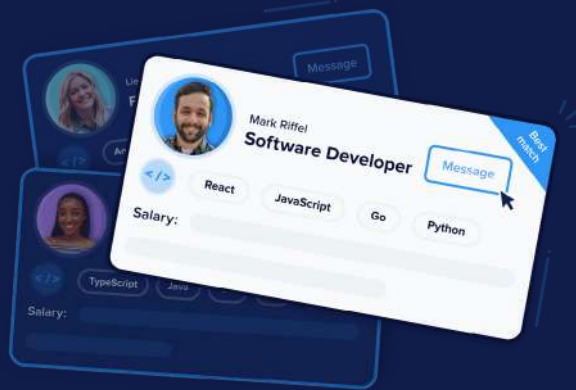 Message
Mark Riffel
Software Developer
Message
Best
match
</>
React
JavaScript
Go
Python
Salary:
</>
</>
TypeScript
Java
Salary: